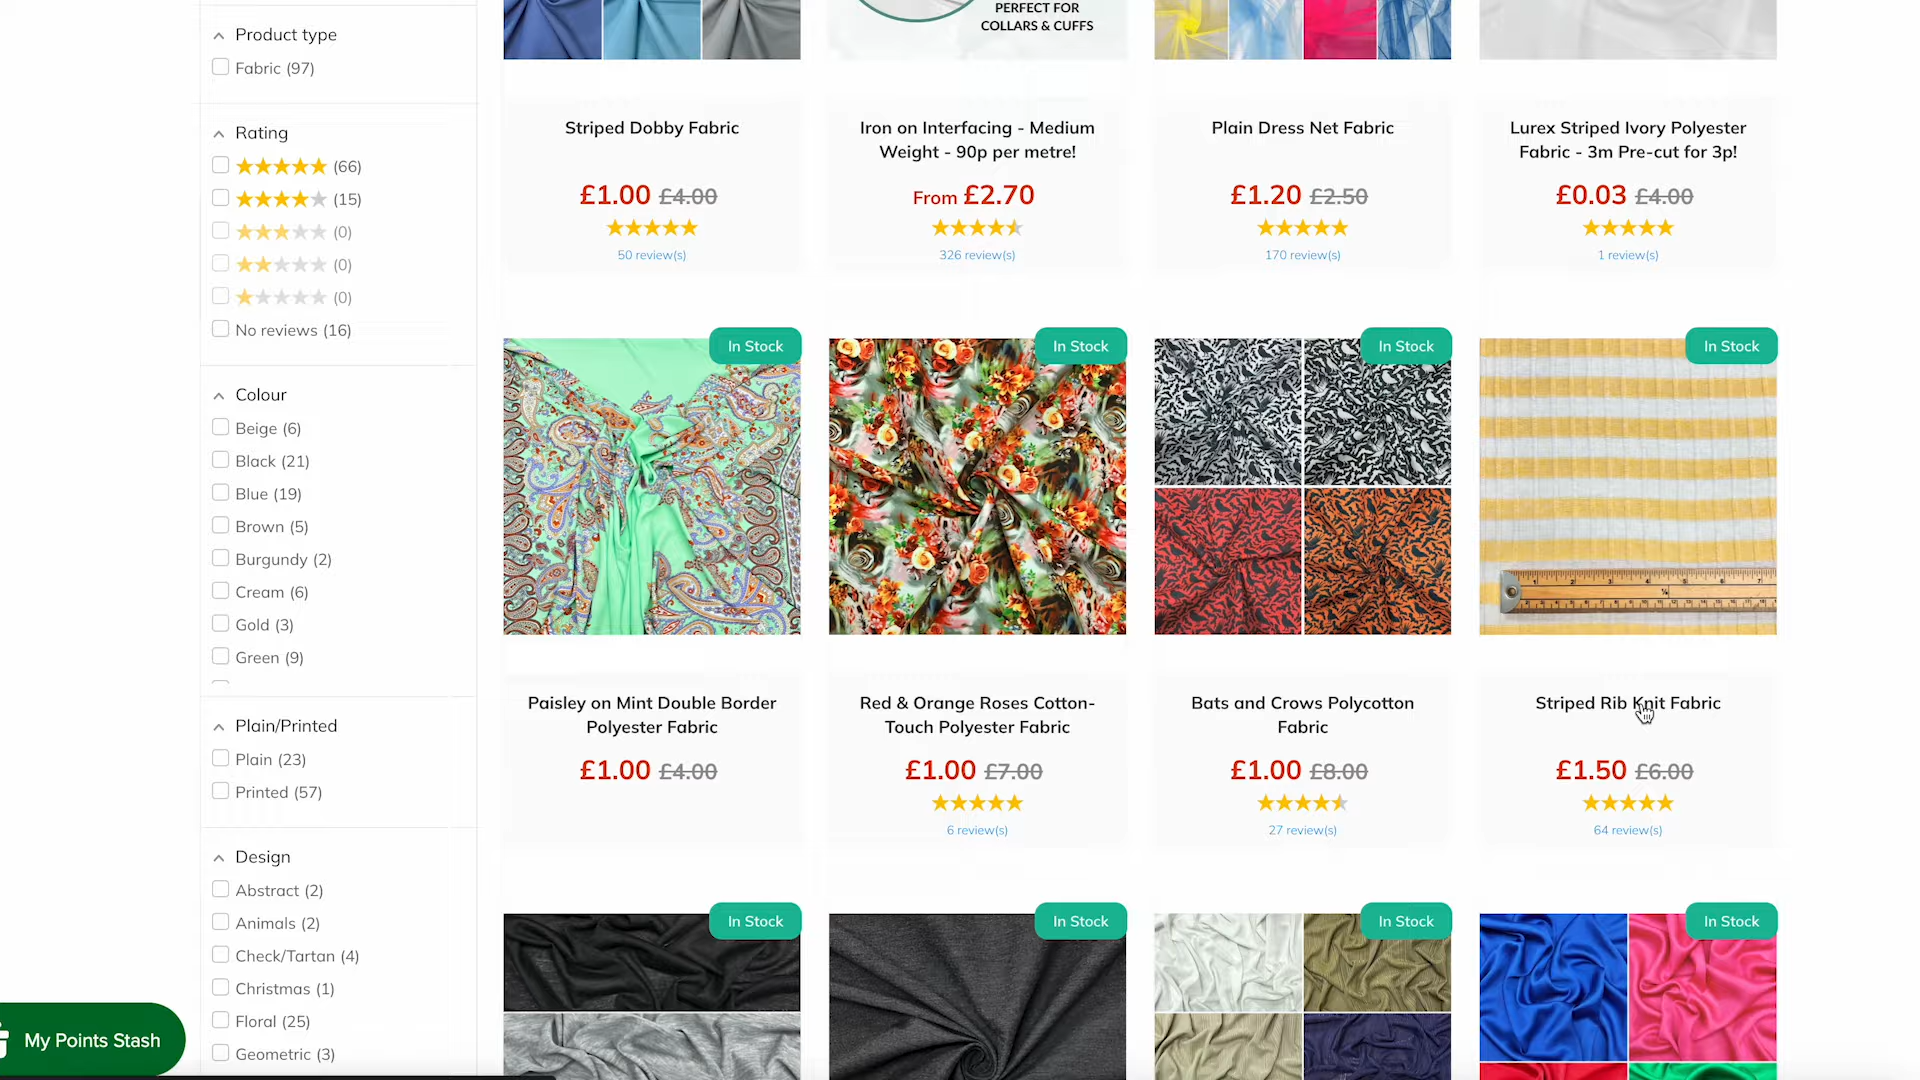 Product type
Fabric (97)
Rating
(66)
(15)
(0)
(0)
(0)
No reviews (16)
Colour
Beige (6)
Black (21)
Blue (19)
Brown (5)
Burgundy (2)
Cream (6)
Gold (3)
Green (9)
Plain/Printed
Plain (23)
Printed (57)
Design
Abstract (2)
Animals (2)
Check/Tartan (4)
Christmas (1)
Floral (25)
Geometric (3)
My Points Stash
PERFECT FOR
COLLARS & CUFFS
Striped Dobby Fabric
£1.00 £4.00
50 review(s)
Iron on Interfacing - Medium
Weight - 90p per metre!
From £2.70
326 review(s)
Plain Dress Net Fabric
£1.20 £2.50
170 review(s)
Lurex Striped Ivory Polyester
Fabric - 3m Pre-cut for 3p!
£0.03 £4.00
1 review(s)
In Stock
Paisley on Mint Double Border
Polyester Fabric
£1.00 £4.00
In Stock
Red & Orange Roses Cotton-
Touch Polyester Fabric
£1.00 £7.00
6 review(s)
In Stock
Bats and Crows Polycotton
Fabric
£1.00 £8.00
27 review(s)
In Stock
Striped Rib Knit Fabric
£1.50 £6.00
64 review(s)
In Stock
In Stock
In Stock
In Stock